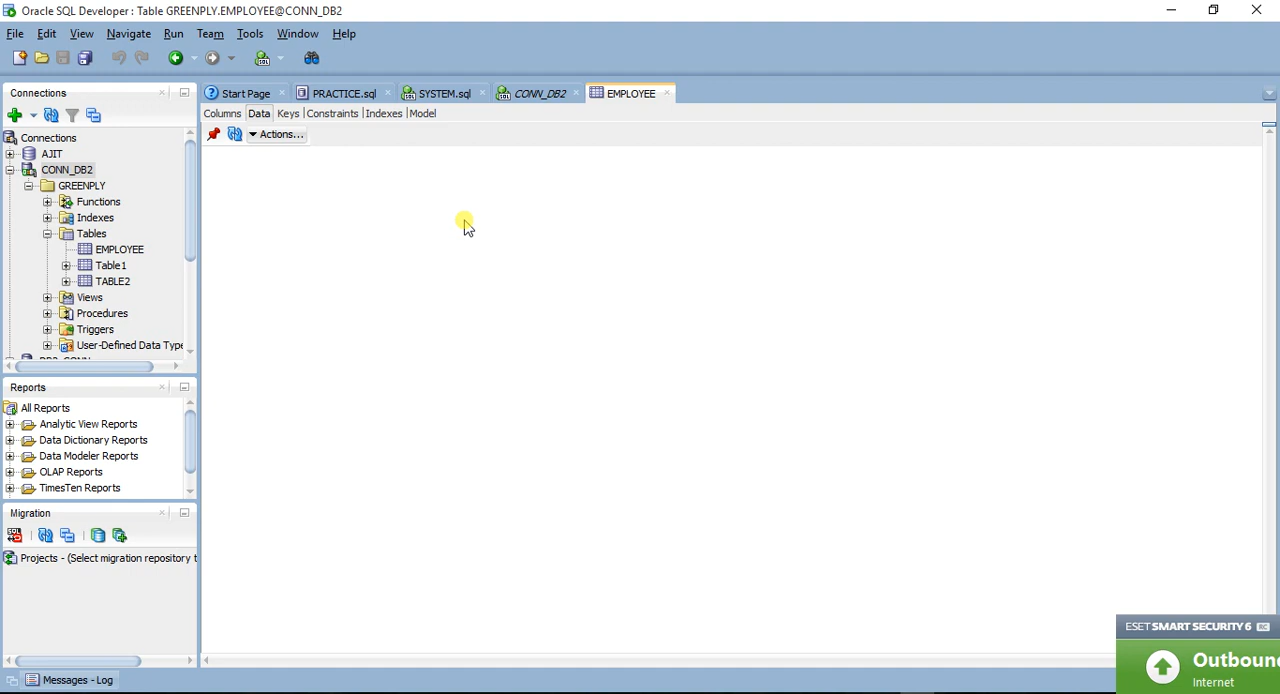 Oracle SQL Developer : Table GREENPLY.EMPLOYEE@CONN_DB2
File Edit View Navigate Run Team Tools Window Help
Connections
Start Page PRACTICE.sql SYSTEM.sql CONN_DB2 EMPLOYEE
Columns Data Keys Constraints Indexes Model
Actions...
Connections
AJIT
CONN_DB2
GREENPLY
Functions
Indexes
Tables
EMPLOYEE
Table1
TABLE2
Views
Procedures
Triggers
User-Defined Data Type
Reports
All Reports
Analytic View Reports
Data Dictionary Reports
Data Modeler Reports
OLAP Reports
TimesTen Reports
Migration
Projects - (Select migration repository t
ESET SMART SECURITY 6
Outbound
Internet
Messages - Log